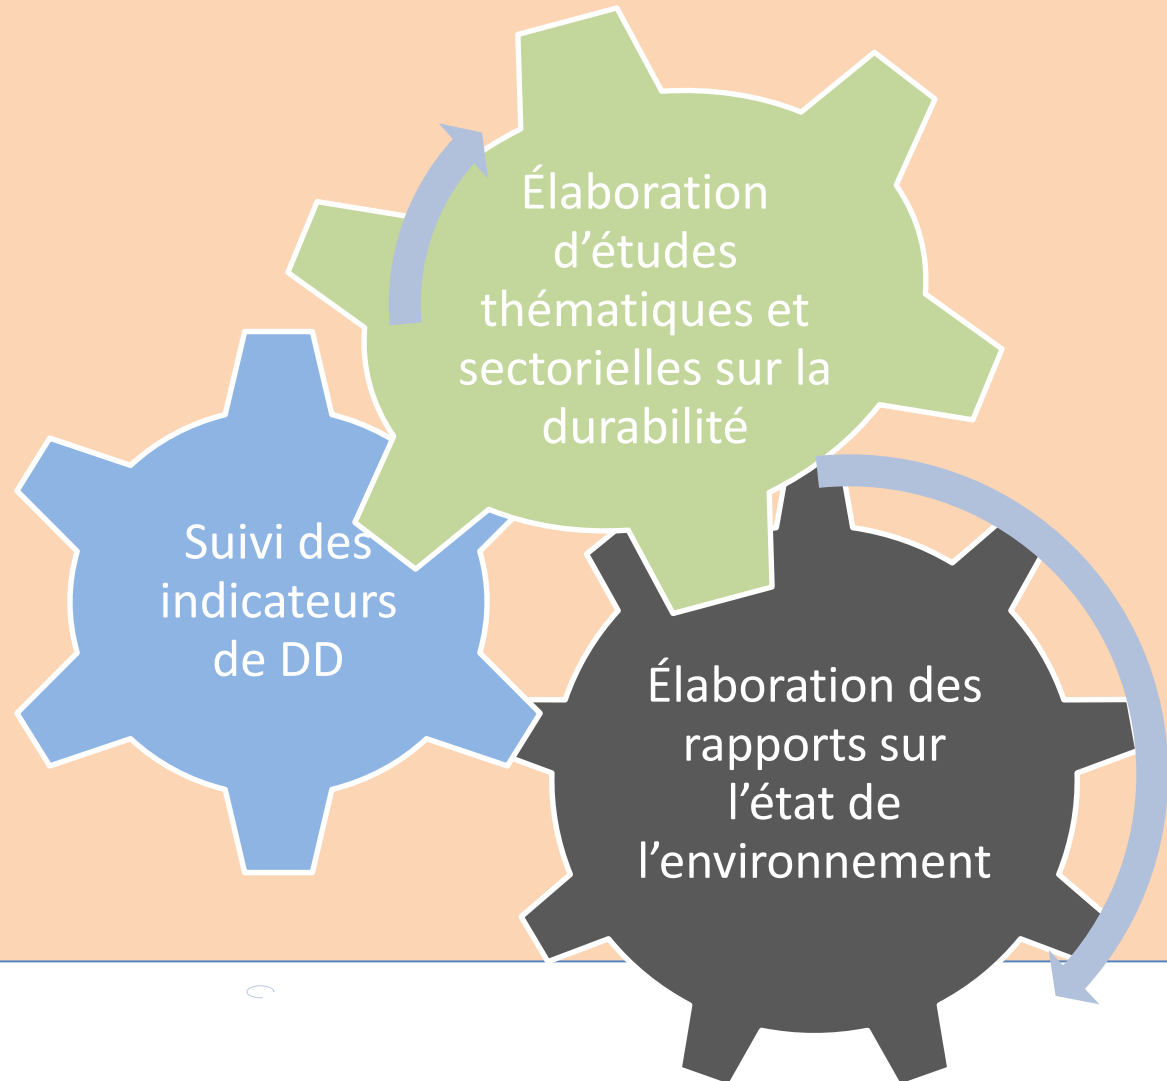 Élaboration
d’études
thématiques et
sectorielles sur la
durabilité
Suivi des
indicateurs
de DD
Élaboration des
rapports sur
l’état de
l’environnement